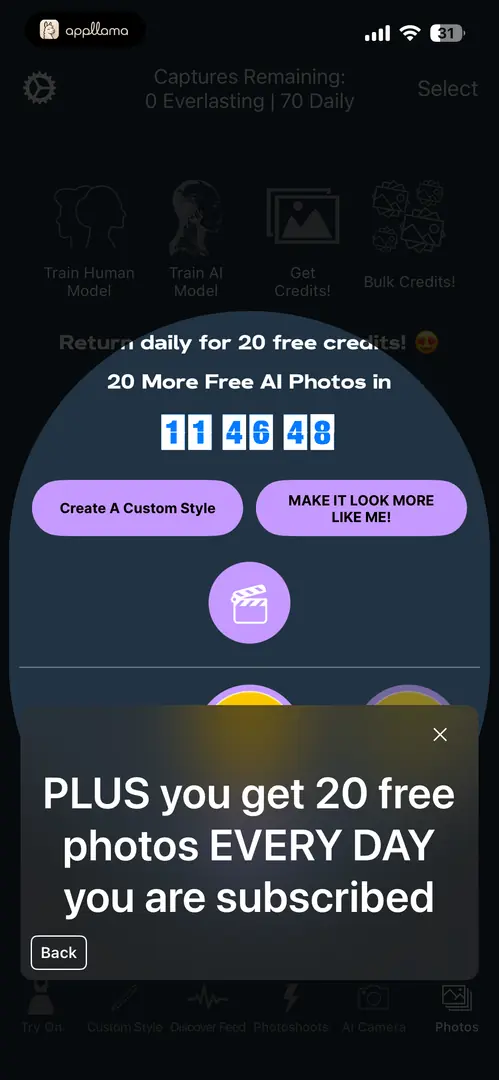 appllama
31
Captures Remaining:
0 Everlasting | 70 Daily
Select
Train Human
Model
Train AI
Model
Get
Credits!
Bulk Credits!
Return daily for 20 free credits! 😍
20 More Free AI Photos in
11 46 48
Create A Custom Style
MAKE IT LOOK MORE
LIKE ME!
PLUS you get 20 free
photos EVERY DAY
you are subscribed
Back
Try On
Custom Style
Discover Feed
Photoshoots
AI Camera
Photos